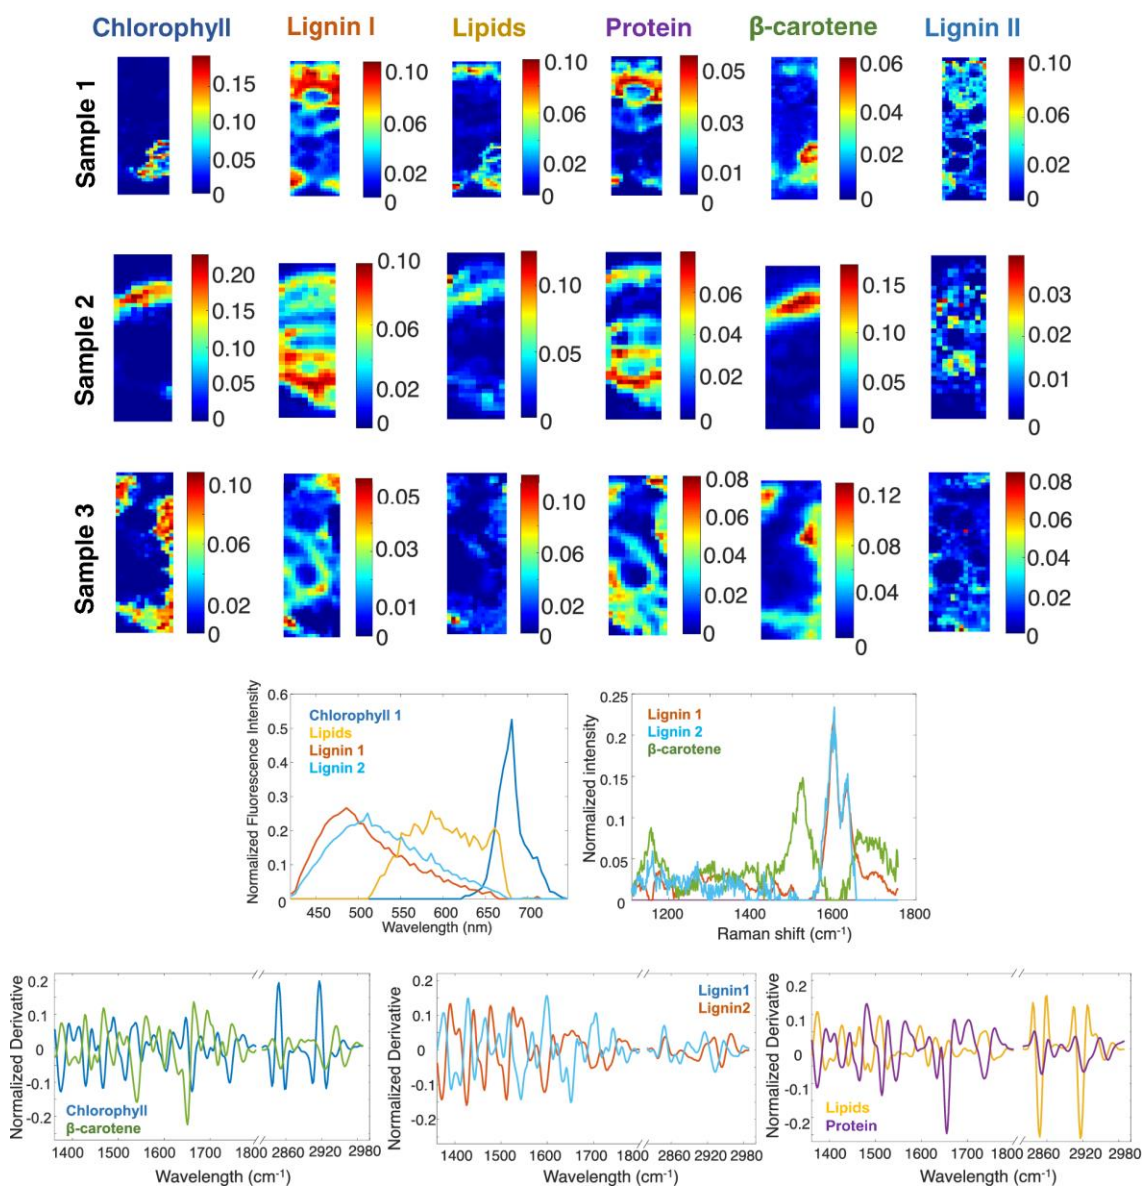 Chlorophyll Lignin I Lipids Protein β-carotene Lignin II
Sample 1
0.15 0.10 0.05 0
0.10 0.06 0.02 0
0.10 0.06 0.02 0
0.05 0.03 0.01 0
0.06 0.04 0.02 0
0.10 0.06 0.02 0
Sample 2
0.20 0.15 0.10 0.05 0
0.10 0.06 0.02 0
0.10 0.05 0
0.06 0.04 0.02 0
0.15 0.10 0.05 0
0.03 0.02 0.01 0
Sample 3
0.10 0.06 0.02 0
0.05 0.03 0.01 0
0.10 0.06 0.02 0
0.08 0.06 0.04 0.02 0
0.12 0.08 0.04 0
0.08 0.06 0.04 0.02 0
Normalized Fluorescence Intensity
0.6 0.5 0.4 0.3 0.2 0.1 0
Chlorophyll 1
Lipids
Lignin 1
Lignin 2
450 500 550 600 650 700
Wavelength (nm)
Normalized intensity
0.25 0.2 0.15 0.1 0.05 0
Lignin 1
Lignin 2
β-carotene
1200 1400 1600 1800
Raman shift (cm⁻¹)
Normalized Derivative
0.2 0.1 0 -0.1 -0.2
Chlorophyll
β-carotene
1400 1500 1600 1700 2860 2920 2980
Wavelength (cm⁻¹)
Normalized Derivative
0.2 0.1 0 -0.1 -0.2
Lignin1
Lignin2
1400 1500 1600 1700 2860 2920 2980
Wavelength (cm⁻¹)
Normalized Derivative
0.2 0.1 0 -0.1 -0.2
Lipids
Protein
1400 1500 1600 1700 2860 2920 2980
Wavelength (cm⁻¹)